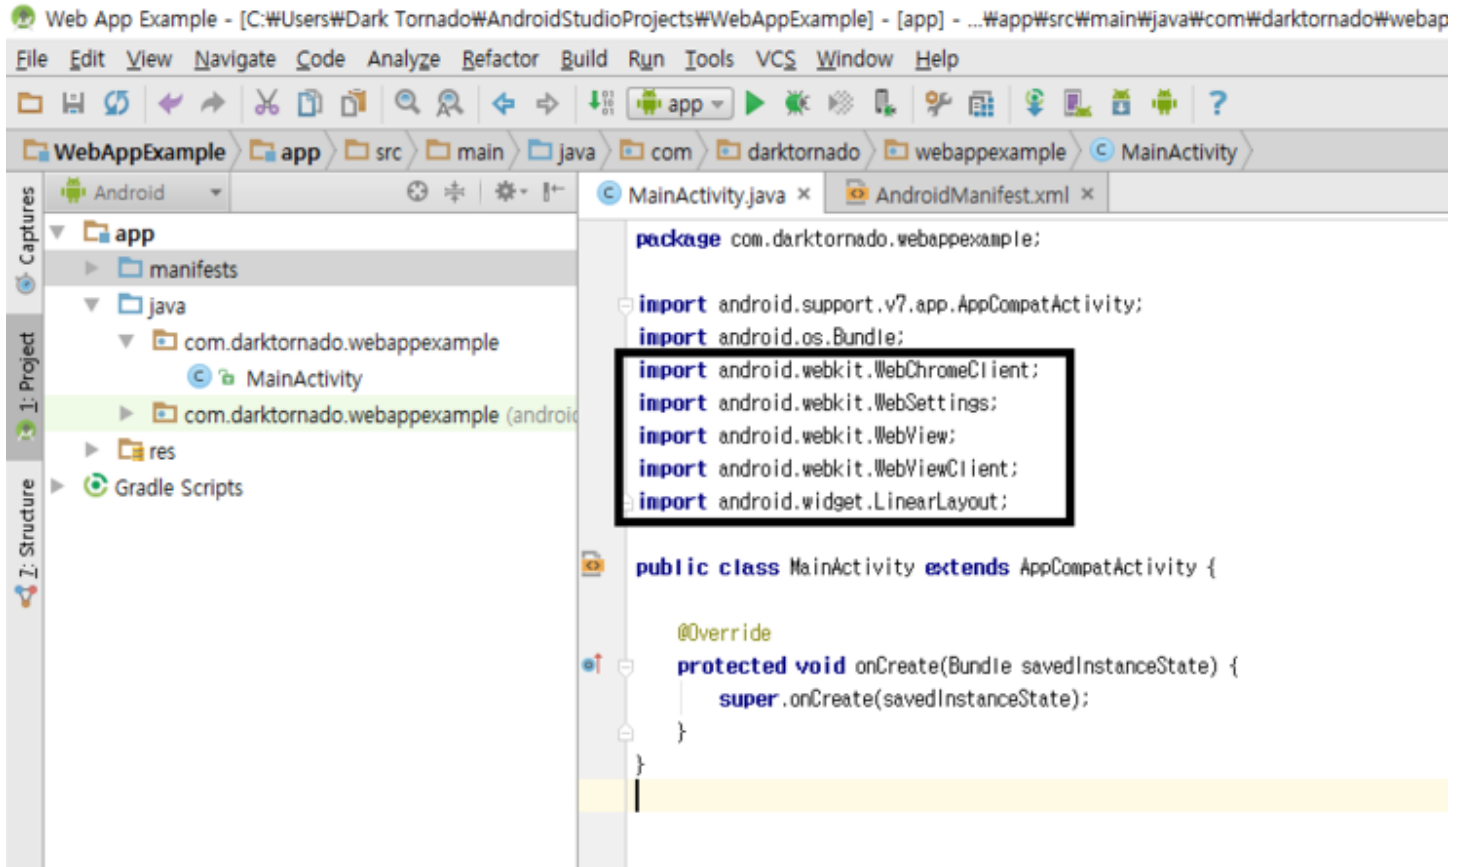 Web App Example - [C:₩Users₩Dark Tornado₩AndroidStudioProjects₩WebAppExample] - [app] - ...₩app₩src₩main₩java₩com₩darktornado₩webap
File Edit View Navigate Code Analyze Refactor Build Run Tools VCS Window Help
app
WebAppExample app src main java com darktornado webappexample MainActivity
Android
MainActivity.java × AndroidManifest.xml ×
Captures
1: Project
7: Structure
app
manifests
java
com.darktornado.webappexample
MainActivity
com.darktornado.webappexample (android
res
Gradle Scripts
package com.darktornado.webappexample;
import android.support.v7.app.AppCompatActivity;
import android.os.Bundle;
import android.webkit.WebChromeClient;
import android.webkit.WebSettings;
import android.webkit.WebView;
import android.webkit.WebViewClient;
import android.widget.LinearLayout;
public class MainActivity extends AppCompatActivity {
@Override
protected void onCreate(Bundle savedInstanceState) {
super.onCreate(savedInstanceState);
}
}